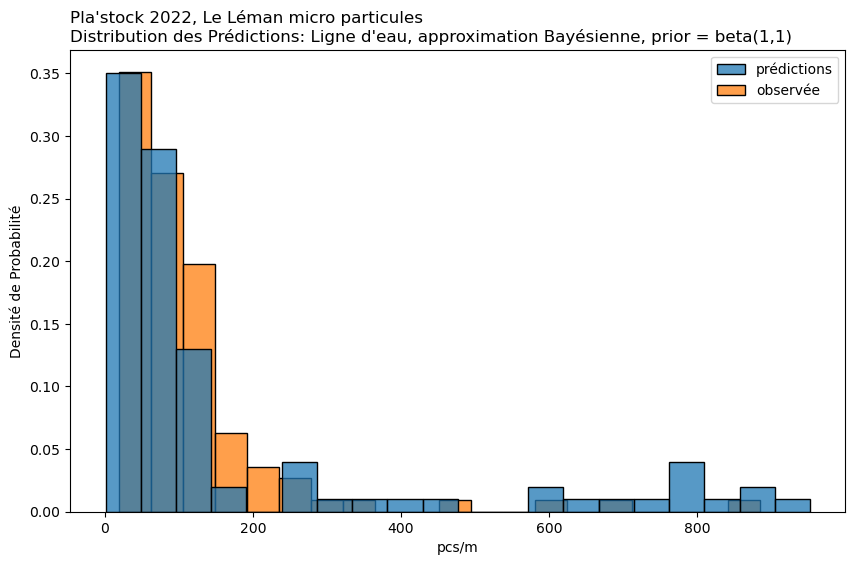 Pla'stock 2022, Le Léman micro particules
Distribution des Prédictions: Ligne d'eau, approximation Bayésienne, prior = beta(1,1)
prédictions
observée
Densité de Probabilité
0.35
0.30
0.25
0.20
0.15
0.10
0.05
0.00
0
200
400
600
800
pcs/m